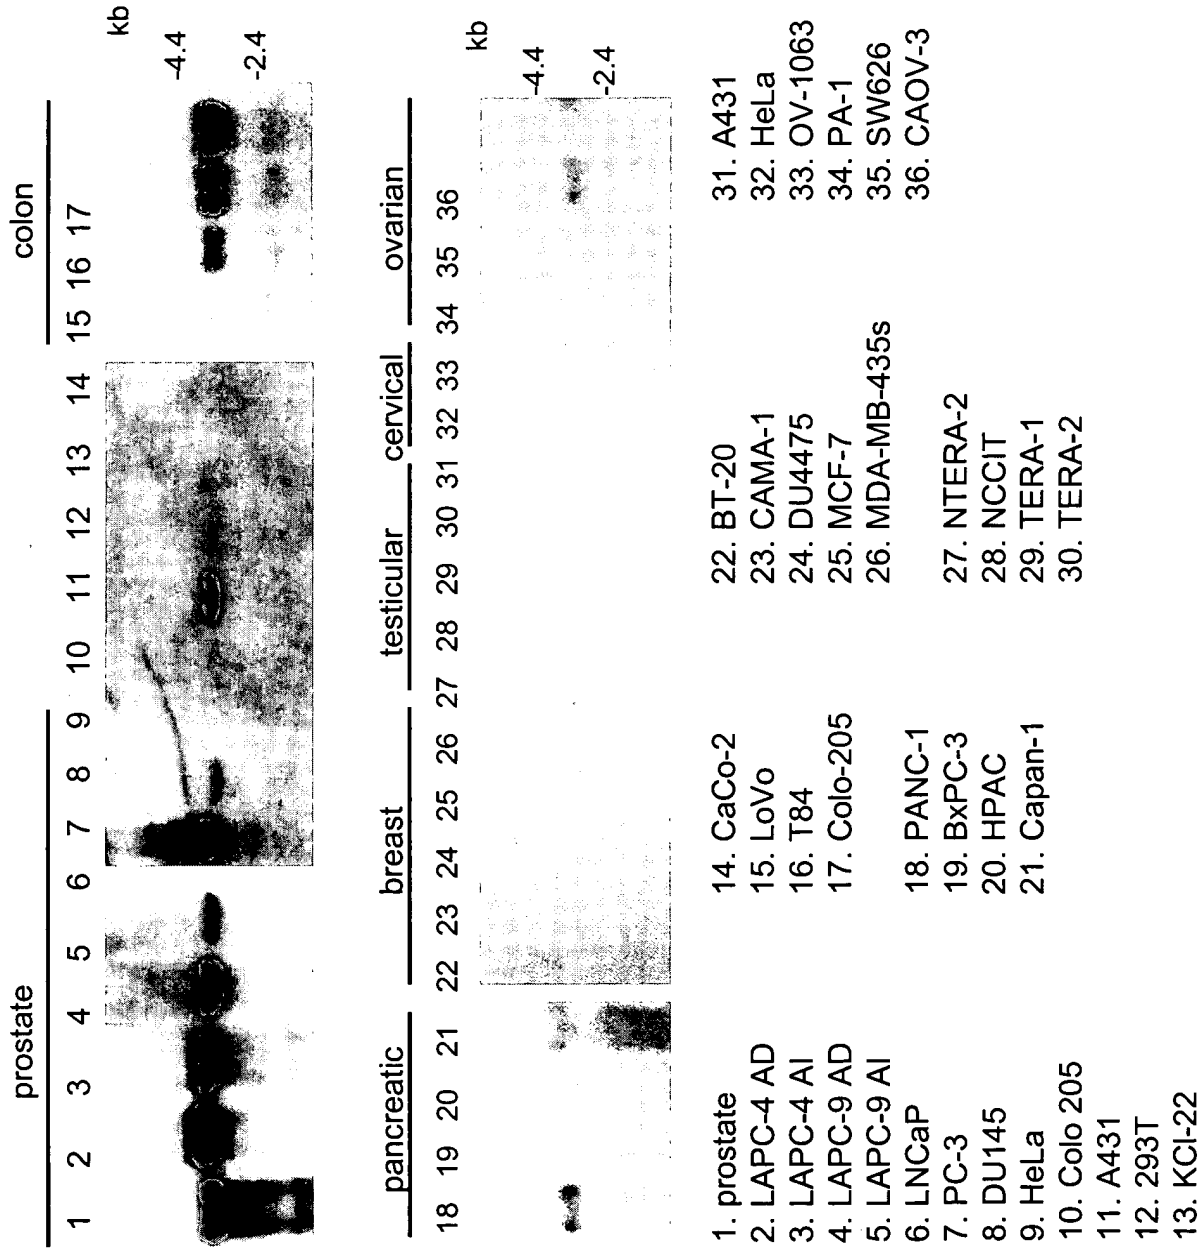 prostate
colon
1 2 3 4 5 6 7 8 9 10 11 12 13 14 15 16 17
kb
-4.4
-2.4
pancreatic
breast
testicular
cervical
ovarian
18 19 20 21 22 23 24 25 26 27 28 29 30 31 32 33 34 35 36
kb
-4.4
-2.4
1. prostate
2. LAPC-4 AD
3. LAPC-4 AI
4. LAPC-9 AD
5. LAPC-9 AI
6. LNCaP
7. PC-3
8. DU145
9. HeLa
10. Colo 205
11. A431
12. 293T
13. KCl-22
14. CaCo-2
15. LoVo
16. T84
17. Colo-205
18. PANC-1
19. BxPC-3
20. HPAC
21. Capan-1
22. BT-20
23. CAMA-1
24. DU4475
25. MCF-7
26. MDA-MB-435s
27. NTERA-2
28. NCCIT
29. TERA-1
30. TERA-2
31. A431
32. HeLa
33. OV-1063
34. PA-1
35. SW626
36. CAOV-3